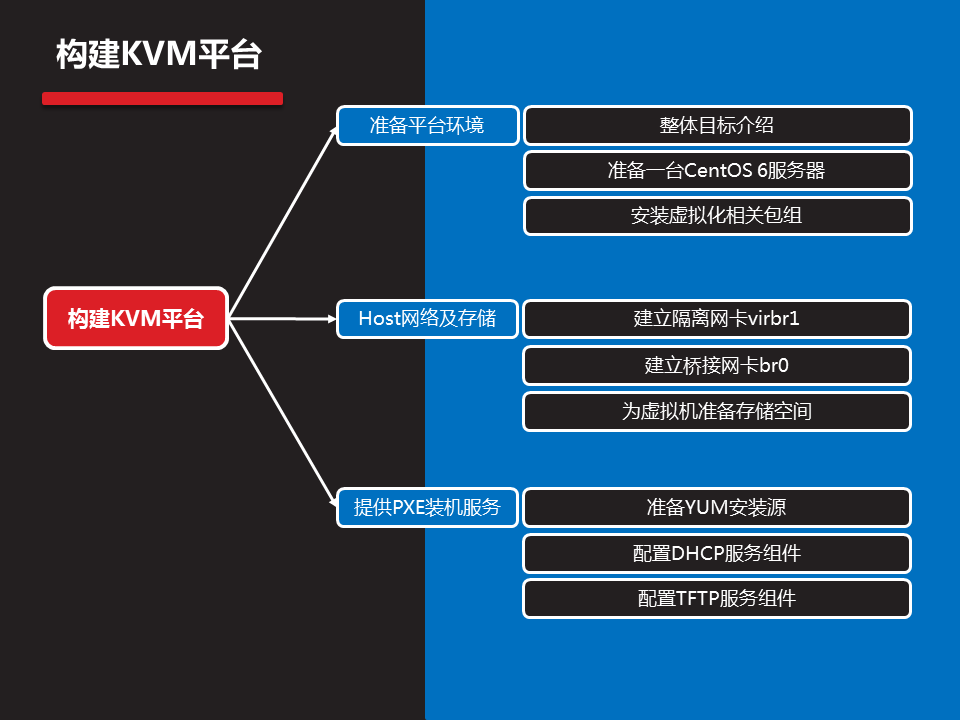 构建KVM平台
准备平台环境
整体目标介绍
准备一台CentOS 6服务器
安装虚拟化相关包组
构建KVM平台
Host网络及存储
建立隔离网卡virbr1
建立桥接网卡br0
为虚拟机准备存储空间
提供PXE装机服务
准备YUM安装源
配置DHCP服务组件
配置TFTP服务组件